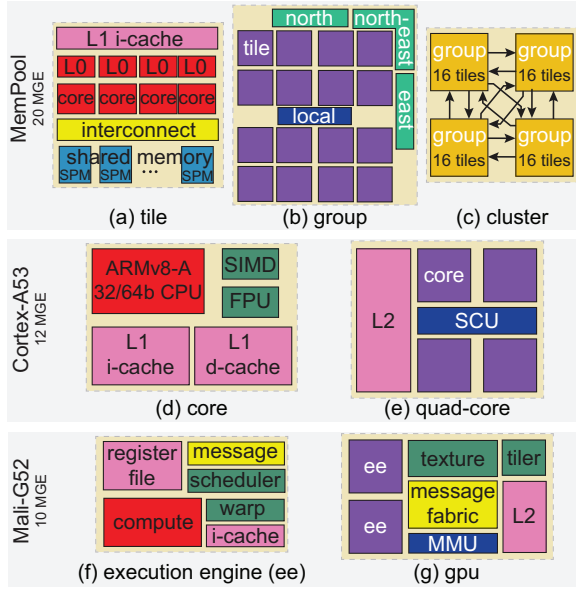 MemPool
20 MGE
L1 i-cache
L0 L0 L0 L0
core core core core
interconnect
shared memory
SPM SPM ... SPM
(a) tile
north north-
east
tile
east
local
(b) group
group group
16 tiles 16 tiles
group group
16 tiles 16 tiles
(c) cluster
Cortex-A53
12 MGE
ARMv8-A
32/64b CPU
SIMD
FPU
L1
i-cache
L1
d-cache
(d) core
core
L2
SCU
(e) quad-core
Mali-G52
10 MGE
register
file
message
scheduler
compute
warp
i-cache
(f) execution engine (ee)
ee
texture
tiler
message
fabric
ee
L2
MMU
(g) gpu